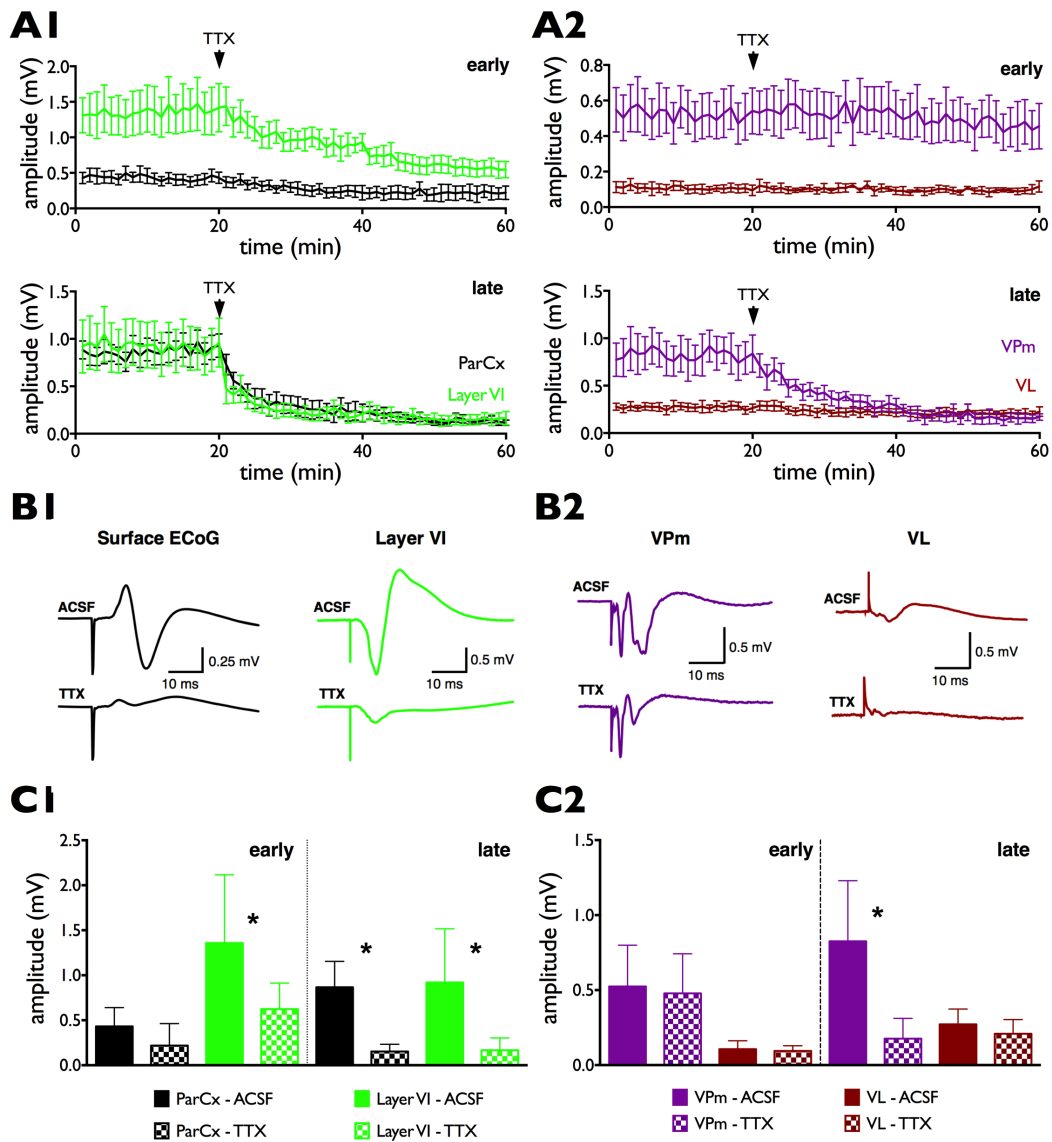 A1
TTX
early
amplitude (mV)
2.0
1.5
1.0
0.5
0.0
0
20
40
60
time (min)
A2
TTX
early
amplitude (mV)
0.8
0.6
0.4
0.2
0.0
0
20
40
60
time (min)
TTX
late
ParCx
Layer VI
amplitude (mV)
1.5
1.0
0.5
0.0
0
20
40
60
time (min)
TTX
late
VPm
VL
amplitude (mV)
1.5
1.0
0.5
0.0
0
20
40
60
time (min)
B1
Surface ECoG
Layer VI
ACSF
0.25 mV
10 ms
TTX
ACSF
0.5 mV
10 ms
TTX
B2
VPm
VL
ACSF
0.5 mV
10 ms
TTX
ACSF
0.5 mV
10 ms
TTX
C1
early
late
amplitude (mV)
2.5
2.0
1.5
1.0
0.5
0.0
*
*
*
ParCx - ACSF
Layer VI - ACSF
ParCx - TTX
Layer VI - TTX
C2
early
late
amplitude (mV)
1.5
1.0
0.5
0.0
*
VPm - ACSF
VL - ACSF
VPm - TTX
VL - TTX